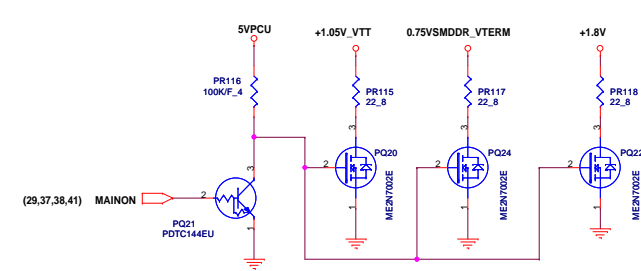 5VPCU
+1.05V_VTT
0.75VSMDDR_VTERM
+1.8V
PR116
100K/F_4
PR115
22_8
PR117
22_8
PR118
22_8
3
3
3
3
PQ20
PQ24
PQ22
2
2
2
(29,37,38,41) MAINON
2
ME2N7002E
ME2N7002E
ME2N7002E
1
1
1
1
PQ21
PDTC144EU